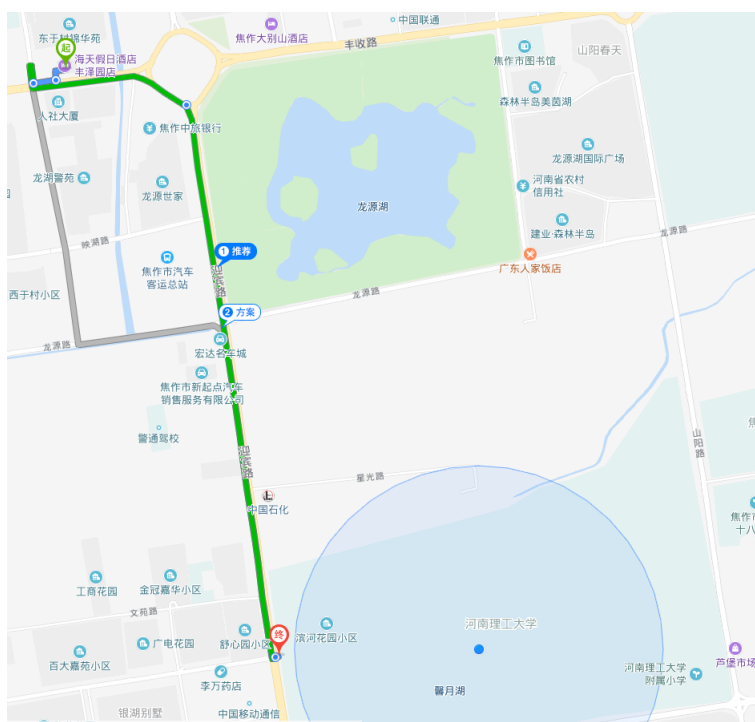 中国联通
东于村锦华苑
焦作大别山酒店
丰收路
起
海天假日酒店
丰泽园店
焦作市图书馆
山阳春天
人社大厦
森林半岛美茵湖
焦作中旅银行
龙源湖国际广场
龙湖警苑
龙源世家
河南省农村
信用社
龙源湖
建业·森林半岛
映湖路
1 推荐
龙源路
焦作市汽车
客运总站
广东人家饭店
西于村小区
龙源路
2 方案
龙源路
宏达名车城
焦作市新起点汽车
销售服务有限公司
警通驾校
山阳路
星光路
中国石化
焦作市
十八
工商花园
金冠嘉华小区
文苑路
终
滨河花园小区
河南理工大学
广电花园
舒心园小区
百大嘉苑小区
李万药店
河南理工大学
附属小学
芦堡市场
馨月湖
银湖别墅
中国移动通信